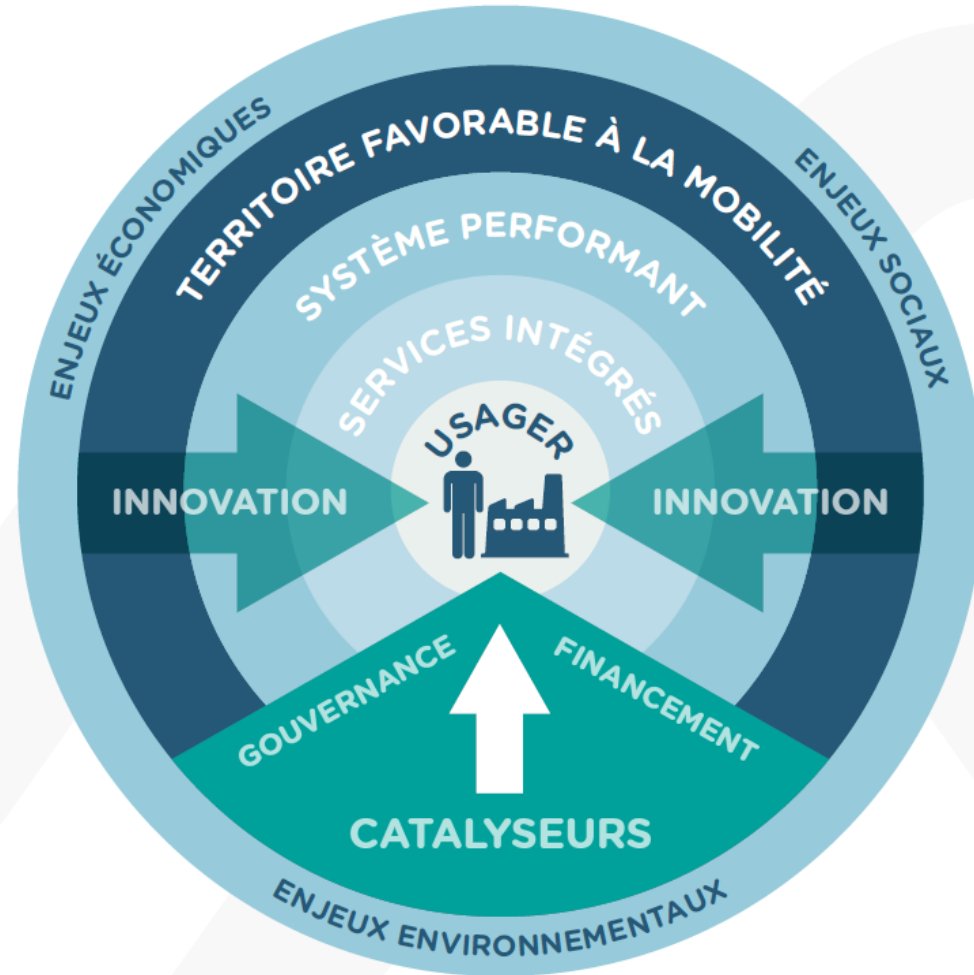 ENJEUX ÉCONOMIQUES
ENJEUX SOCIAUX
TERRITOIRE FAVORABLE À LA MOBILITÉ
SYSTÈME PERFORMANT
SERVICES INTÉGRÉS
USAGER
INNOVATION
INNOVATION
GOUVERNANCE
FINANCEMENT
CATALYSEURS
ENJEUX ENVIRONNEMENTAUX